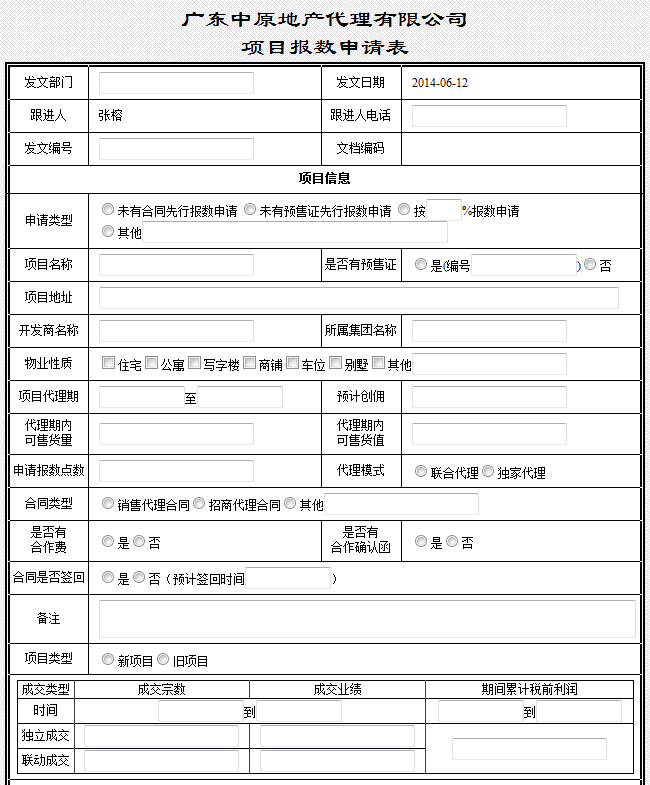 广东中原地产代理有限公司
项目报数申请表
发文部门 发文日期 2014-06-12
跟进人 张榕 跟进人电话
发文编号 文档编码
项目信息
申请类型 未有合同先行报数申请 未有预售证先行报数申请 按 %报数申请
其他
项目名称 是否有预售证 是(编号 ) 否
项目地址
开发商名称 所属集团名称
物业性质 住宅 公寓 写字楼 商铺 车位 别墅 其他
项目代理期 至 预计创佣
代理期内 代理期内
可售货量 可售货值
申请报数点数 代理模式 联合代理 独家代理
合同类型 销售代理合同 招商代理合同 其他
是否有 是否有
合作费 是 否 合作确认函 是 否
合同是否签回 是 否（预计签回时间 ）
备注
项目类型 新项目 旧项目
成交类型 成交宗数 成交业绩 期间累计税前利润
时间 到 到
独立成交
联动成交